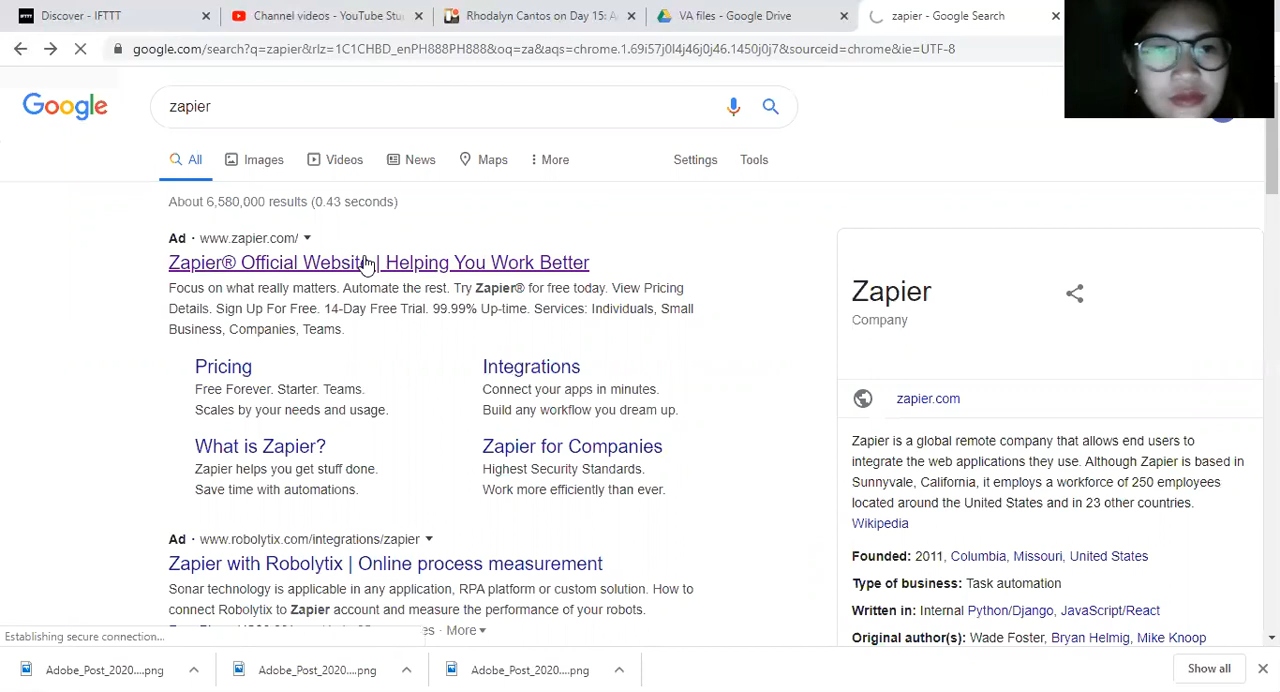 Discover - IFTTT
Channel videos - YouTube Stu
Rhodalyn Cantos on Day 15: A
VA files - Google Drive
zapier - Google Search
google.com/search?q=zapier&rlz=1C1CHBD_enPH888PH888&oq=za&aqs=chrome.1.69i57j0l4j46j0j46.1450j0j7&sourceid=chrome&ie=UTF-8
Google
zapier
All
Images
Videos
News
Maps
More
Settings
Tools
About 6,580,000 results (0.43 seconds)
Ad · www.zapier.com/
Zapier® Official Website | Helping You Work Better
Focus on what really matters. Automate the rest. Try Zapier® for free today. View Pricing
Details. Sign Up For Free. 14-Day Free Trial. 99.99% Up-time. Services: Individuals, Small
Business, Companies, Teams.
Pricing
Free Forever. Starter. Teams.
Scales by your needs and usage.
Integrations
Connect your apps in minutes.
Build any workflow you dream up.
What is Zapier?
Zapier helps you get stuff done.
Save time with automations.
Zapier for Companies
Highest Security Standards.
Work more efficiently than ever.
Ad · www.robolytix.com/integrations/zapier
Zapier with Robolytix | Online process measurement
Sonar technology is applicable in any application, RPA platform or custom solution. How to
connect Robolytix to Zapier account and measure the performance of your robots.
es · More
Zapier
Company
zapier.com
Zapier is a global remote company that allows end users to
integrate the web applications they use. Although Zapier is based in
Sunnyvale, California, it employs a workforce of 250 employees
located around the United States and in 23 other countries.
Wikipedia
Founded: 2011, Columbia, Missouri, United States
Type of business: Task automation
Written in: Internal Python/Django, JavaScript/React
Original author(s): Wade Foster, Bryan Helmig, Mike Knoop
Establishing secure connection...
Adobe_Post_2020....png
Adobe_Post_2020....png
Adobe_Post_2020....png
Show all